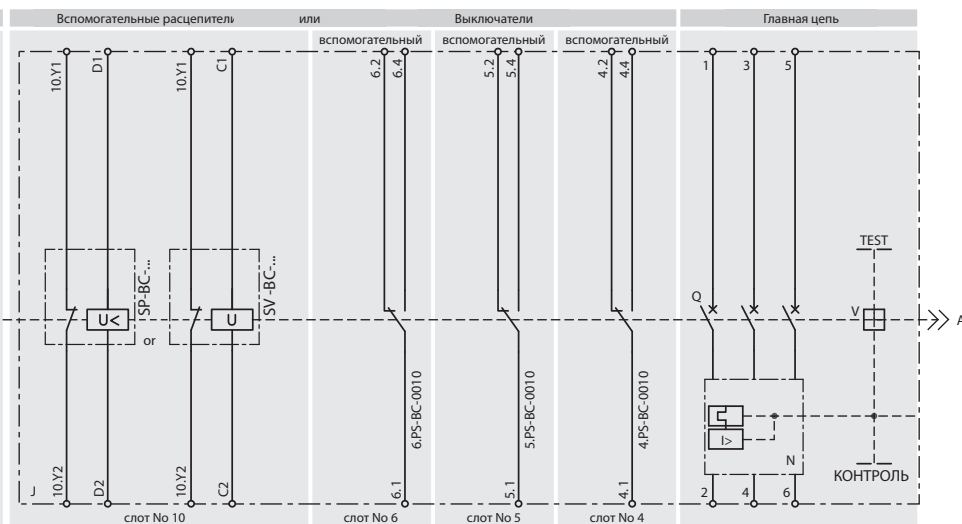 Вспомогательные расцепители или Выключатели Главная цепь
вспомогательный вспомогательный вспомогательный
10.Y1 D1 10.Y1 C1 6.2 6.4 5.2 5.4 4.2 4.4 1 3 5
TEST
SP-BC-...
SV -BC-...
Q
V
U< U
A
or
6.PS-BC-0010 5.PS-BC-0010 4.PS-BC-0010
I>
N
КОНТРОЛЬ
J 10.Y2 D2 10.Y2 C2 6.1 5.1 4.1 2 4 6
слот No 10 слот No 6 слот No 5 слот No 4